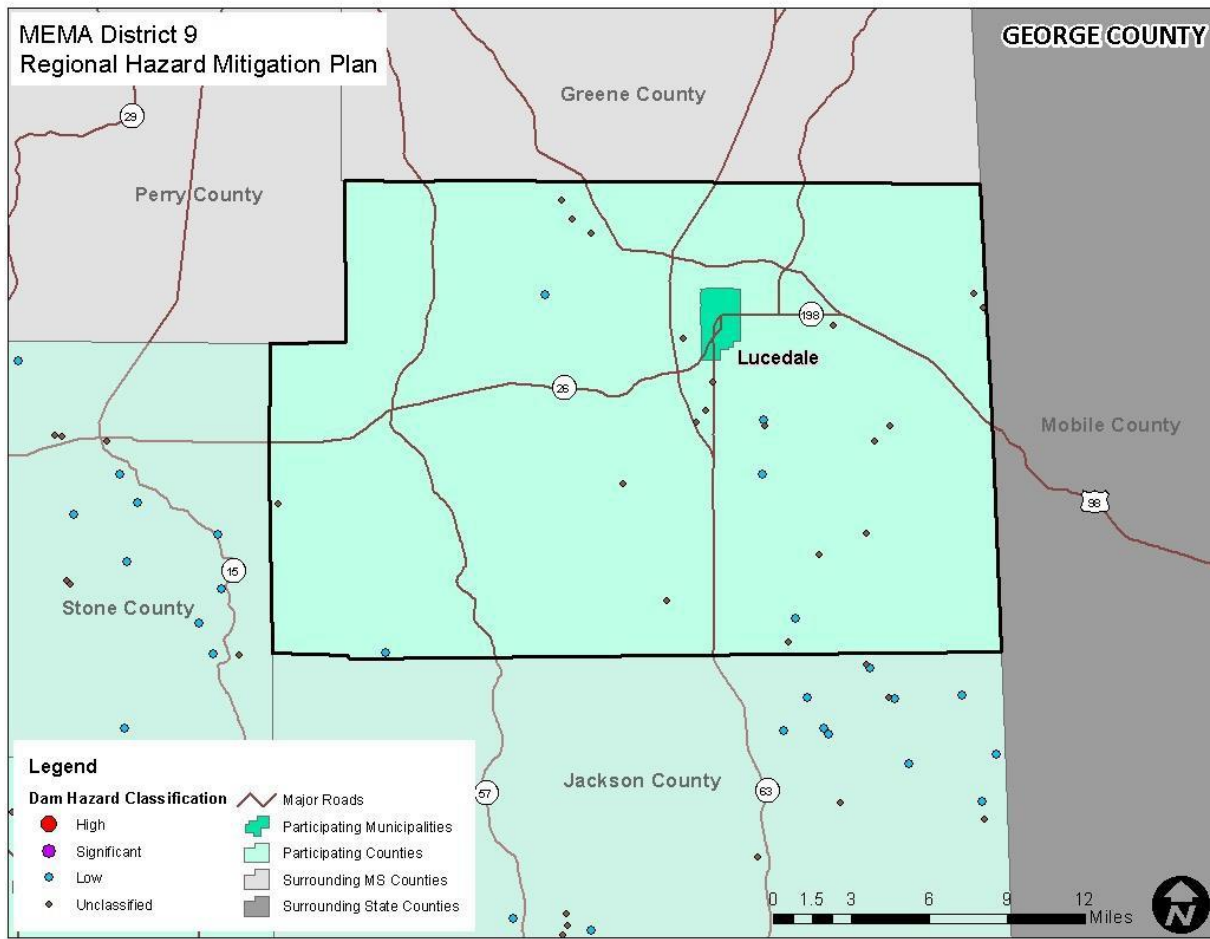 MEMA District 9
Regional Hazard Mitigation Plan
GEORGE COUNTY
Greene County
29
Perry County
198
Lucedale
26
Mobile County
98
15
Stone County
Jackson County
57
63
Legend
Dam Hazard Classification
High
Significant
Low
Unclassified
Major Roads
Participating Municipalities
Participating Counties
Surrounding MS Counties
Surrounding State Counties
0 1.5 3 6 9 12
Miles
N